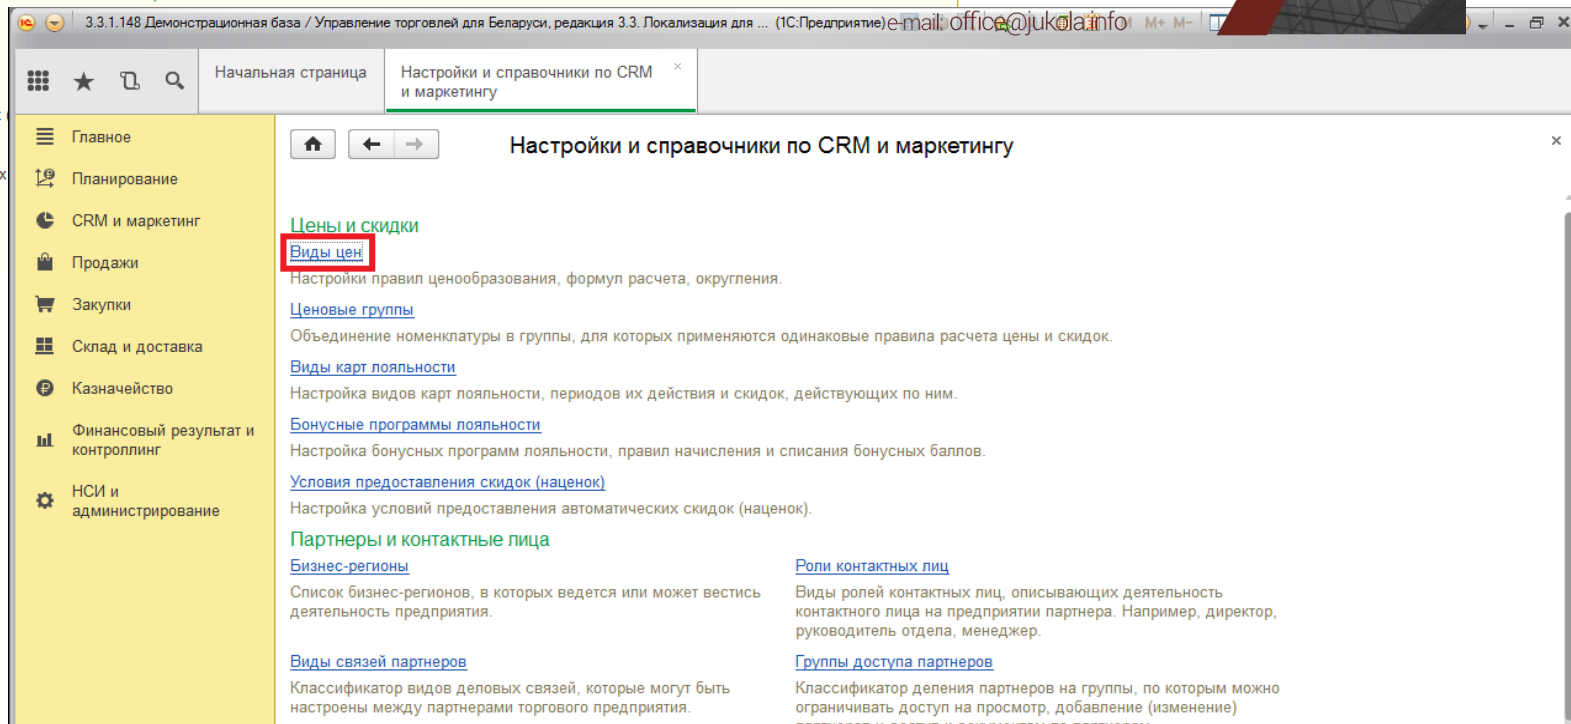 3.3.1.148 Демонстрационная база / Управление торговлей для Беларуси, редакция 3.3. Локализация для ... (1С:Предприятие)
e-mail: office@jukola.info
M M+ M-
Начальная страница
Настройки и справочники по CRM
и маркетингу
Главное
Планирование
CRM и маркетинг
Продажи
Закупки
Склад и доставка
Казначейство
Финансовый результат и
контроллинг
НСИ и
администрирование
Настройки и справочники по CRM и маркетингу
Цены и скидки
Виды цен
Настройки правил ценообразования, формул расчета, округления.
Ценовые группы
Объединение номенклатуры в группы, для которых применяются одинаковые правила расчета цены и скидок.
Виды карт лояльности
Настройка видов карт лояльности, периодов их действия и скидок, действующих по ним.
Бонусные программы лояльности
Настройка бонусных программ лояльности, правил начисления и списания бонусных баллов.
Условия предоставления скидок (наценок)
Настройка условий предоставления автоматических скидок (наценок).
Партнеры и контактные лица
Бизнес-регионы
Список бизнес-регионов, в которых ведется или может вестись
деятельность предприятия.
Роли контактных лиц
Виды ролей контактных лиц, описывающих деятельность
контактного лица на предприятии партнера. Например, директор,
руководитель отдела, менеджер.
Виды связей партнеров
Классификатор видов деловых связей, которые могут быть
настроены между партнерами торгового предприятия.
Группы доступа партнеров
Классификатор деления партнеров на группы, по которым можно
ограничивать доступ на просмотр, добавление (изменение)